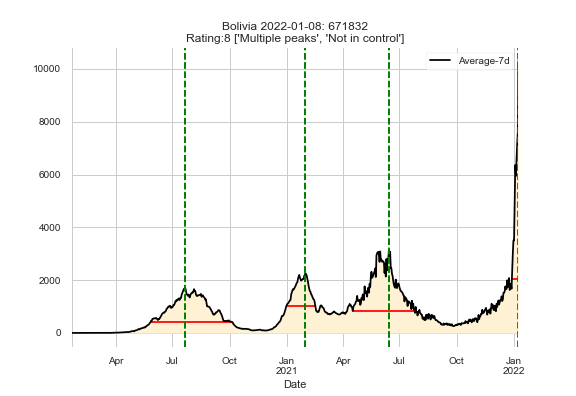 Bolivia 2022-01-08: 671832
Rating:8 ['Multiple peaks', 'Not in control']
Average-7d
10000
8000
6000
4000
2000
0
Apr
Jul
Oct
Jan
2021
Apr
Jul
Oct
Jan
2022
Date